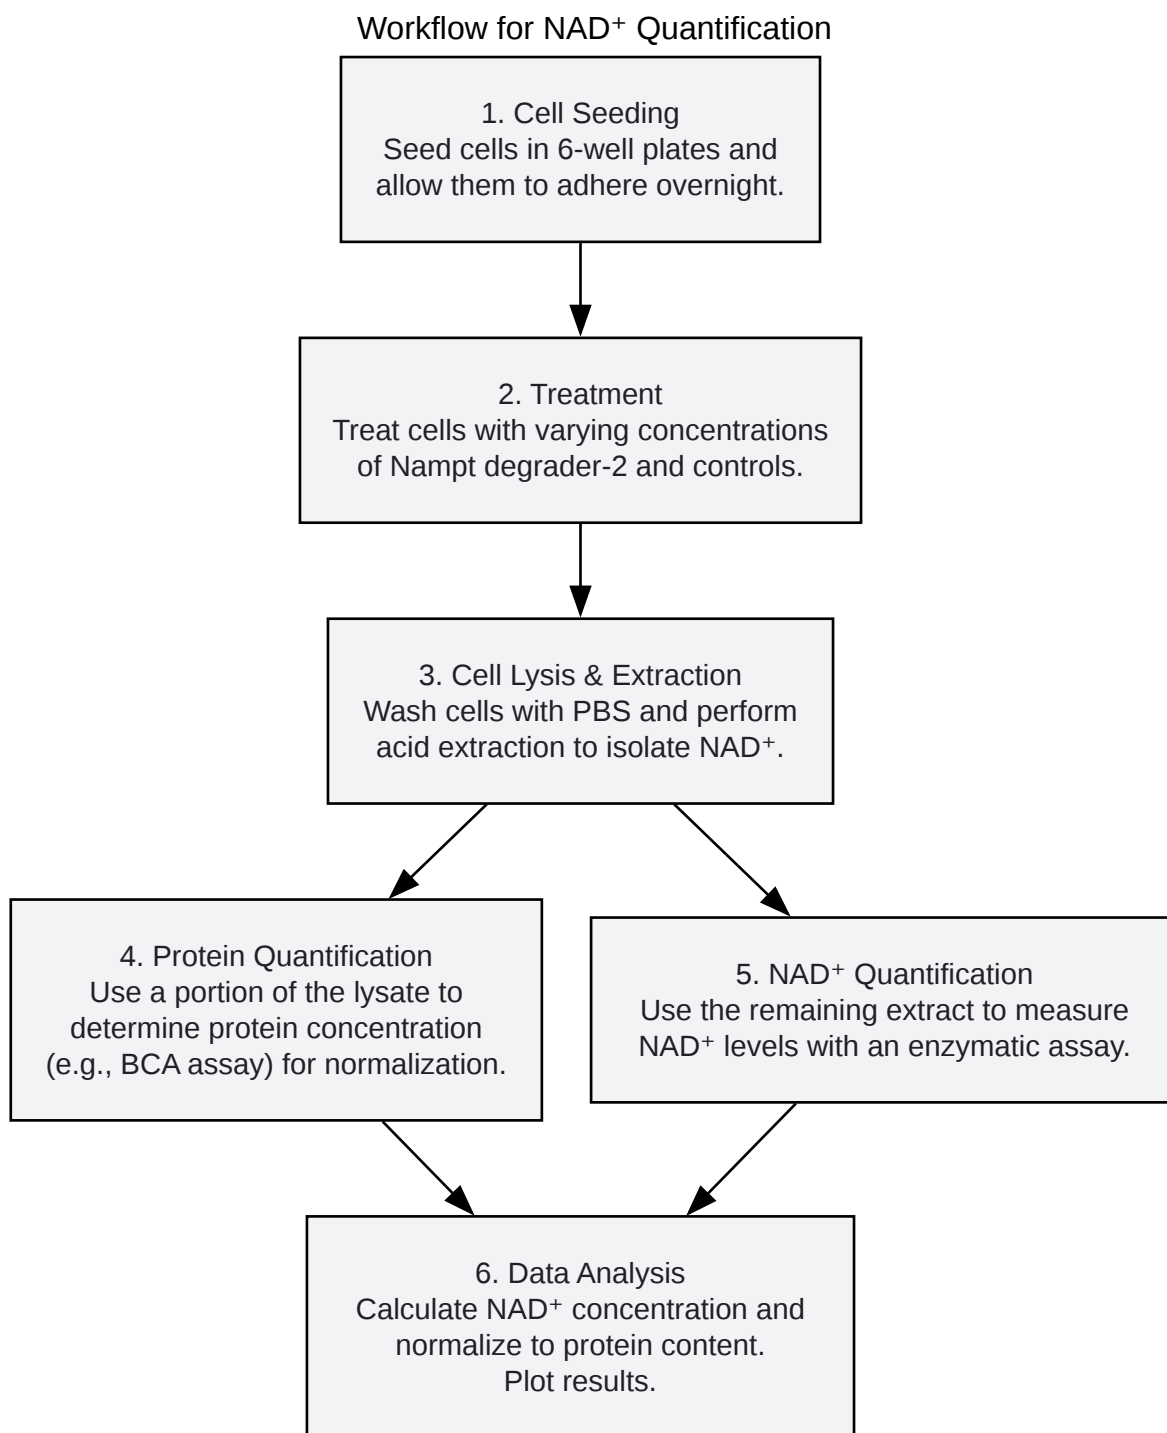 Workflow for NAD⁺ Quantification
1. Cell Seeding
Seed cells in 6-well plates and
allow them to adhere overnight.
2. Treatment
Treat cells with varying concentrations
of Nampt degrader-2 and controls.
3. Cell Lysis & Extraction
Wash cells with PBS and perform
acid extraction to isolate NAD⁺.
4. Protein Quantification
Use a portion of the lysate to
determine protein concentration
(e.g., BCA assay) for normalization.
5. NAD⁺ Quantification
Use the remaining extract to measure
NAD⁺ levels with an enzymatic assay.
6. Data Analysis
Calculate NAD⁺ concentration and
normalize to protein content.
Plot results.